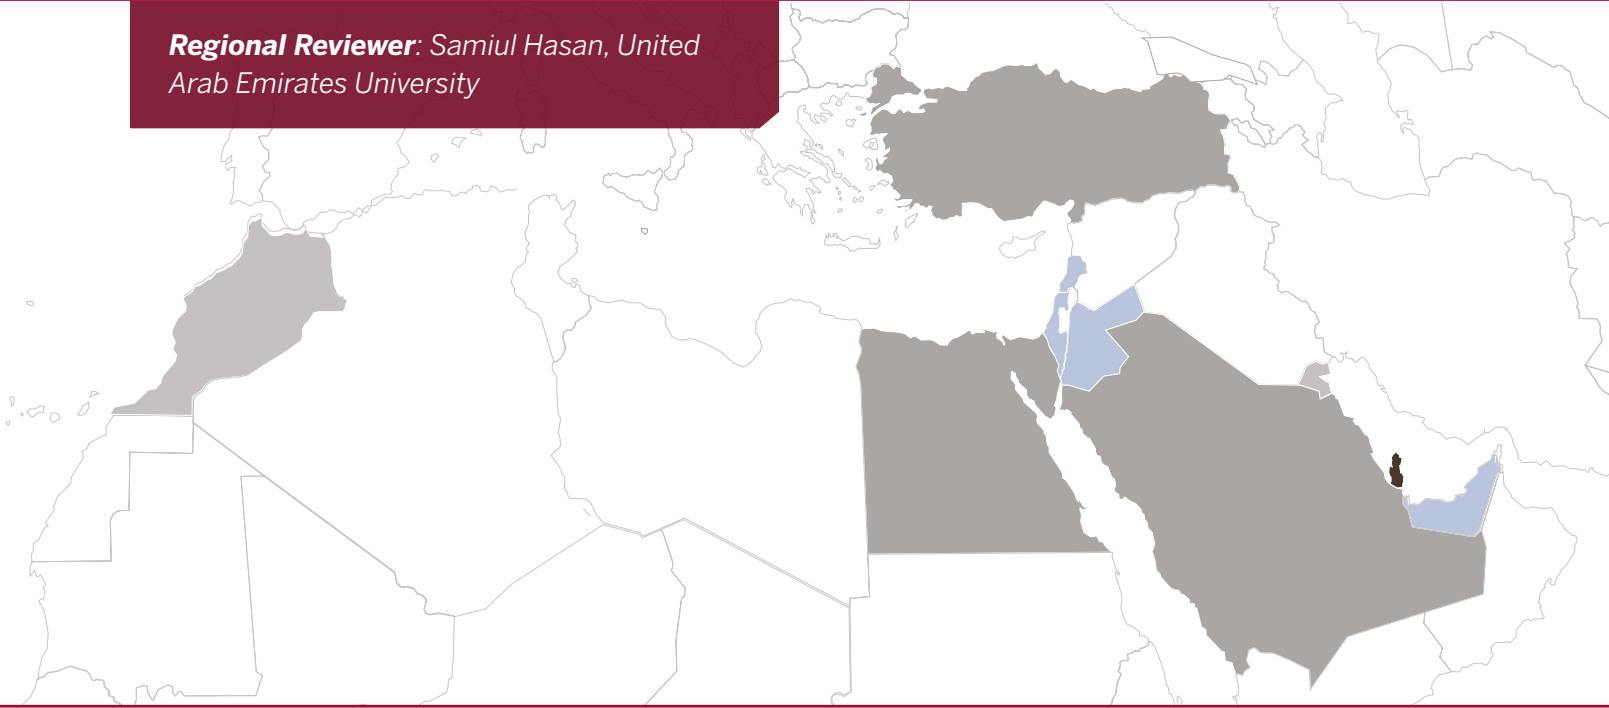 Regional Reviewer: Samiul Hasan, United
Arab Emirates University